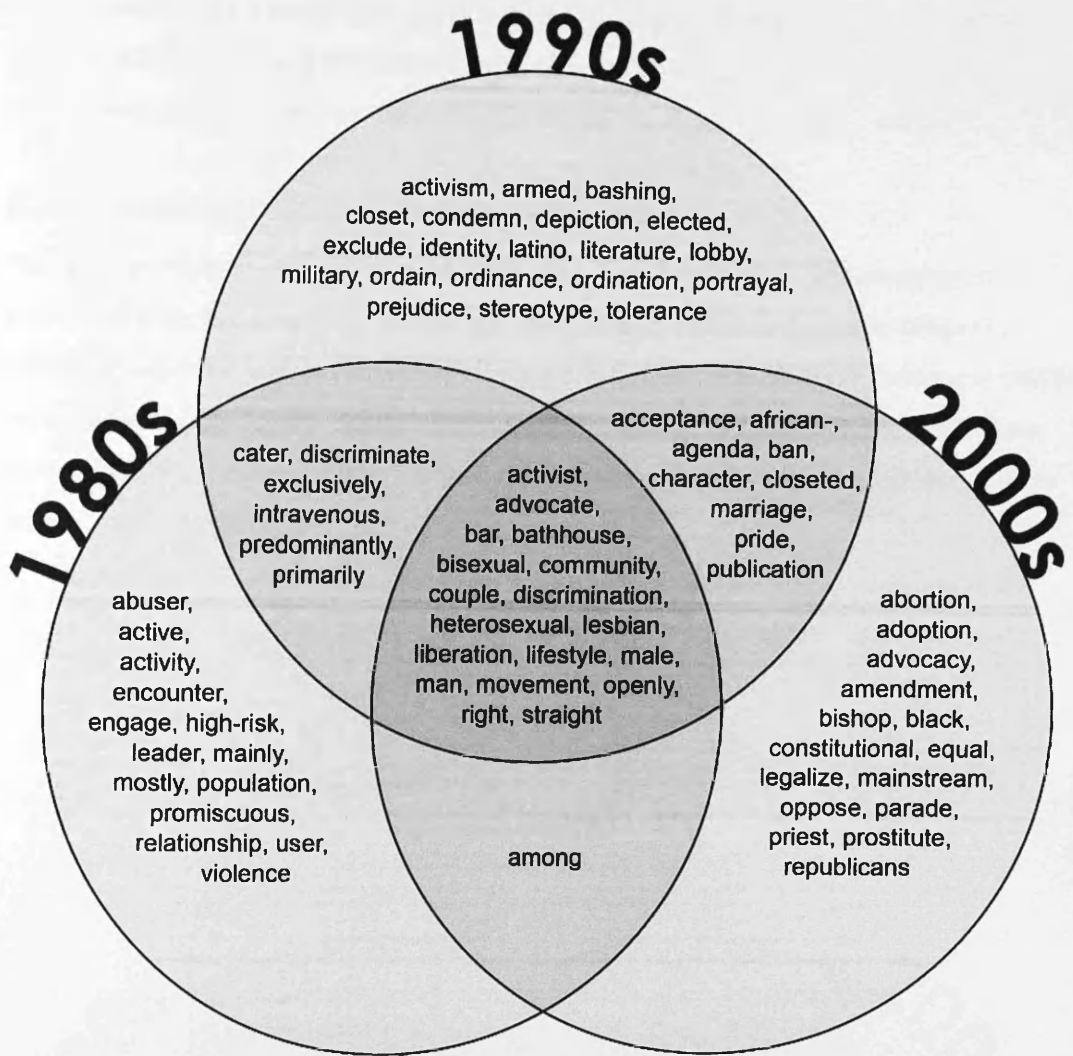 1990s
activism, armed, bashing,
closet, condemn, depiction, elected,
exclude, identity, latino, literature, lobby,
military, ordain, ordinance, ordination, portrayal,
prejudice, stereotype, tolerance
1980s
2000s
cater, discriminate,
exclusively,
intravenous,
predominantly,
primarily
activist,
advocate,
bar, bathhouse,
bisexual, community,
couple, discrimination,
heterosexual, lesbian,
liberation, lifestyle, male,
man, movement, openly,
right, straight
acceptance, african-,
agenda, ban,
character, closeted,
marriage,
pride,
publication
abuser,
active,
activity,
encounter,
engage, high-risk,
leader, mainly,
mostly, population,
promiscuous,
relationship, user,
violence
among
abortion,
adoption,
advocacy,
amendment,
bishop, black,
constitutional, equal,
legalize, mainstream,
oppose, parade,
priest, prostitute,
republicans